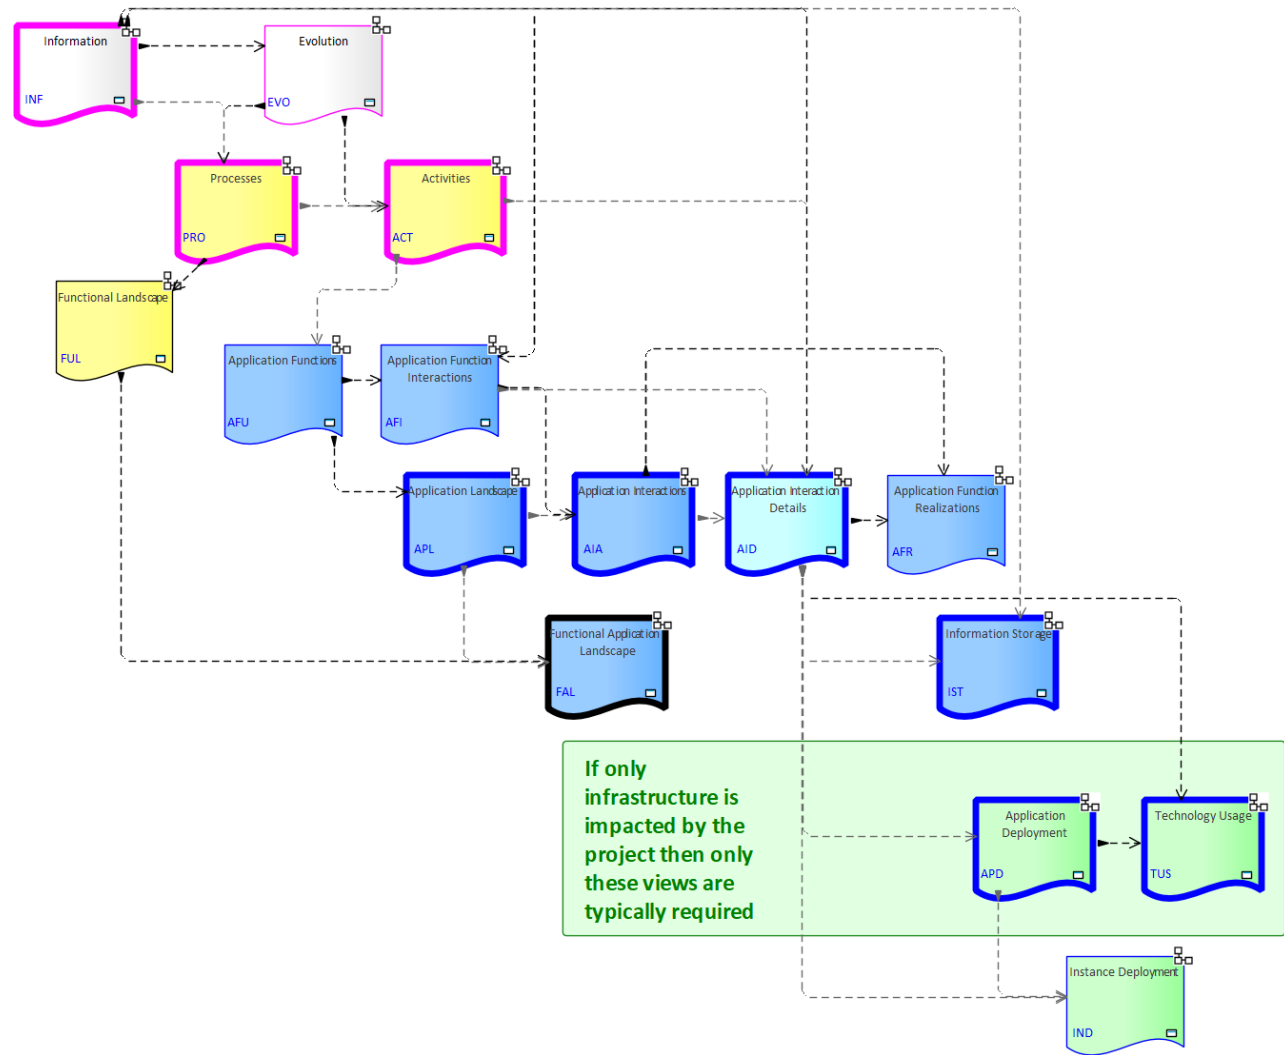 Information
INF
Evolution
EVO
Processes
PRO
Activities
ACT
Functional Landscape
FUL
Application Functions
AFU
Application Function
Interactions
AFI
Application Landscape
APL
Application Interactions
AIA
Application Interaction
Details
AID
Application Function
Realizations
AFR
Functional Application
Landscape
FAL
Information Storage
IST
If only
infrastructure is
impacted by the
project then only
these views are
typically required
Application
Deployment
APD
Technology Usage
TUS
Instance Deployment
IND